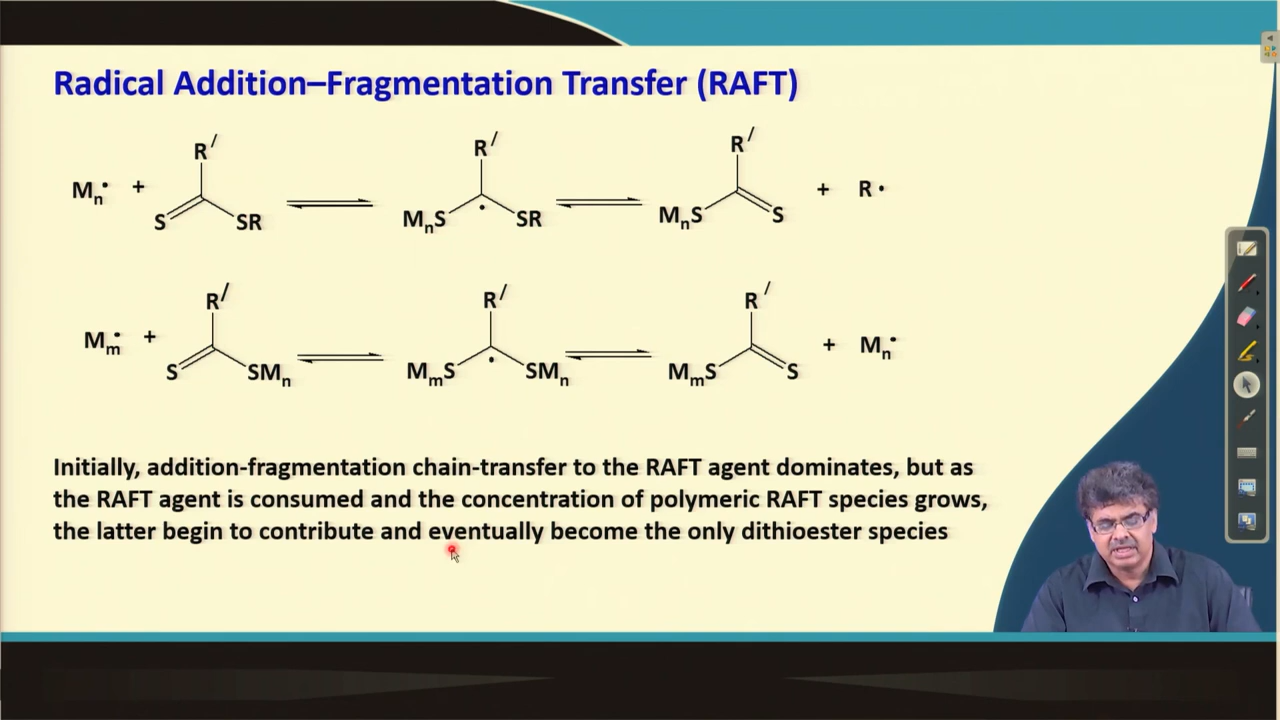 Radical Addition–Fragmentation Transfer (RAFT)
R/ R/ R/
Mn• + S SR MnS • SR MnS S + R•
R/ R/ R/
Mm• + S SMn MmS • SMn MmS S + Mn•
Initially, addition-fragmentation chain-transfer to the RAFT agent dominates, but as
the RAFT agent is consumed and the concentration of polymeric RAFT species grows,
the latter begin to contribute and eventually become the only dithioester species